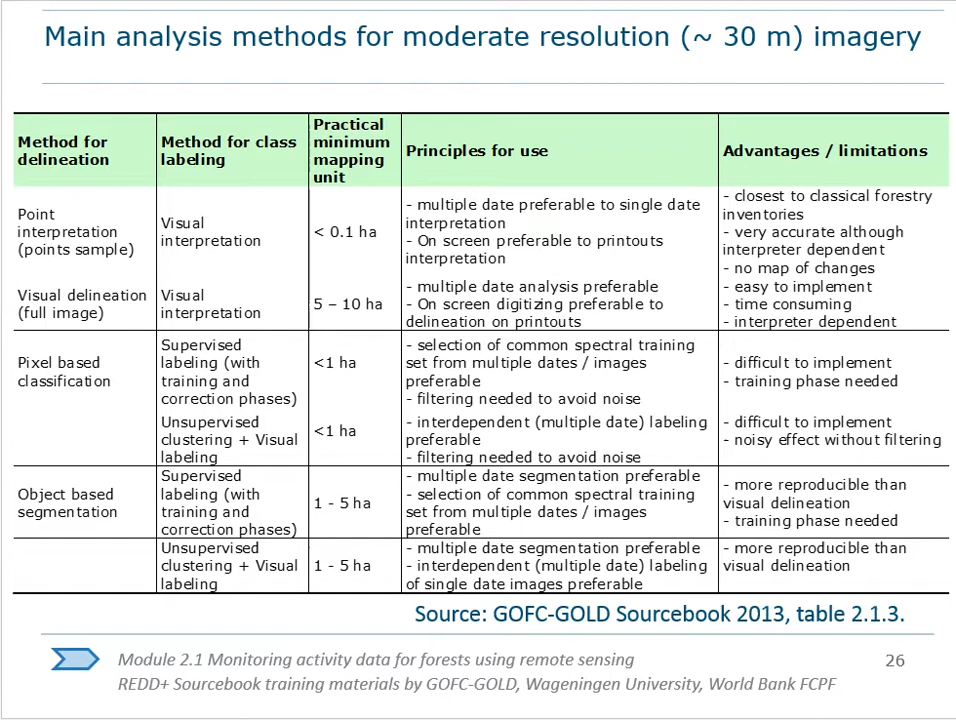 Main analysis methods for moderate resolution (~ 30 m) imagery
Method for delineation
Method for class labeling
Practical minimum mapping unit
Principles for use
Advantages / limitations
Point interpretation (points sample)
Visual interpretation
< 0.1 ha
- multiple date preferable to single date interpretation
- On screen preferable to printouts interpretation
- closest to classical forestry inventories
- very accurate although interpreter dependent
- no map of changes
Visual delineation (full image)
Visual interpretation
5 – 10 ha
- multiple date analysis preferable
- On screen digitizing preferable to delineation on printouts
- easy to implement
- time consuming
- interpreter dependent
Pixel based classification
Supervised labeling (with training and correction phases)
<1 ha
- selection of common spectral training set from multiple dates / images preferable
- filtering needed to avoid noise
- difficult to implement
- training phase needed
Unsupervised clustering + Visual labeling
<1 ha
- interdependent (multiple date) labeling preferable
- filtering needed to avoid noise
- difficult to implement
- noisy effect without filtering
Object based segmentation
Supervised labeling (with training and correction phases)
1 - 5 ha
- multiple date segmentation preferable
- selection of common spectral training set from multiple dates / images preferable
- more reproducible than visual delineation
- training phase needed
Unsupervised clustering + Visual labeling
1 - 5 ha
- multiple date segmentation preferable
- interdependent (multiple date) labeling of single date images preferable
- more reproducible than visual delineation
Source: GOFC-GOLD Sourcebook 2013, table 2.1.3.
Module 2.1 Monitoring activity data for forests using remote sensing
REDD+ Sourcebook training materials by GOFC-GOLD, Wageningen University, World Bank FCPF
26